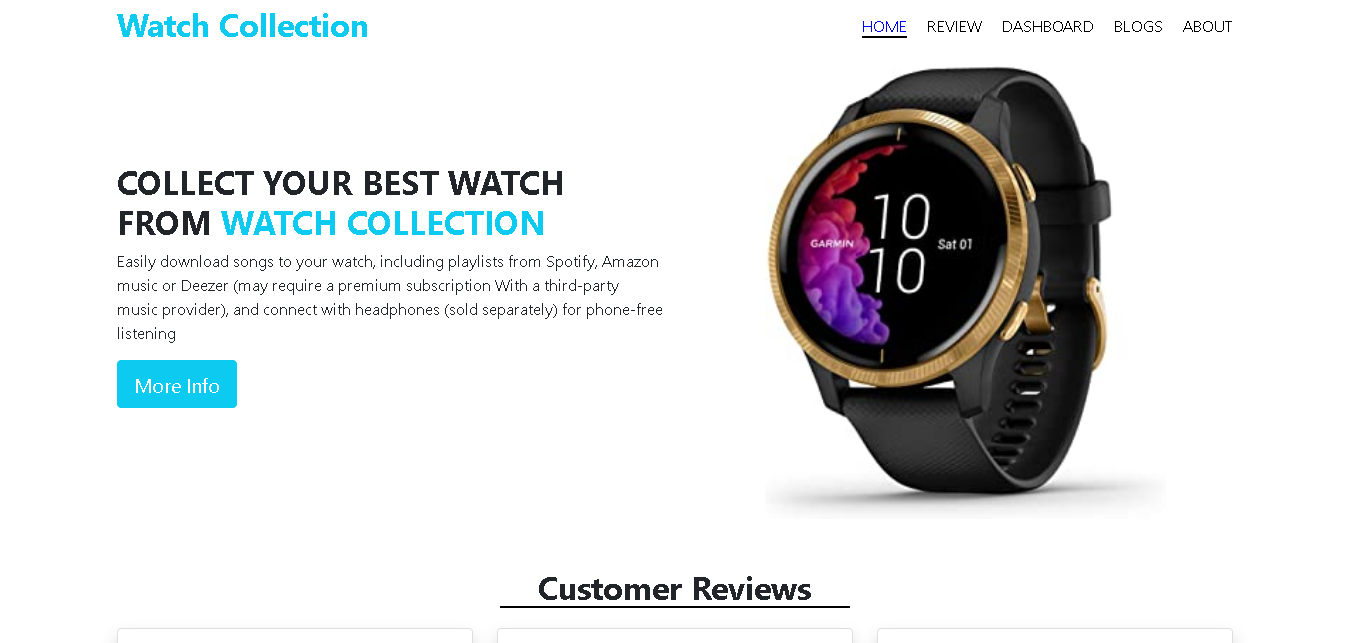 Watch Collection
HOME REVIEW DASHBOARD BLOGS ABOUT
COLLECT YOUR BEST WATCH
FROM WATCH COLLECTION
Easily download songs to your watch, including playlists from Spotify, Amazon
music or Deezer (may require a premium subscription With a third-party
music provider), and connect with headphones (sold separately) for phone-free
listening
More Info
10
GARMIN
Sat 01
10
Customer Reviews